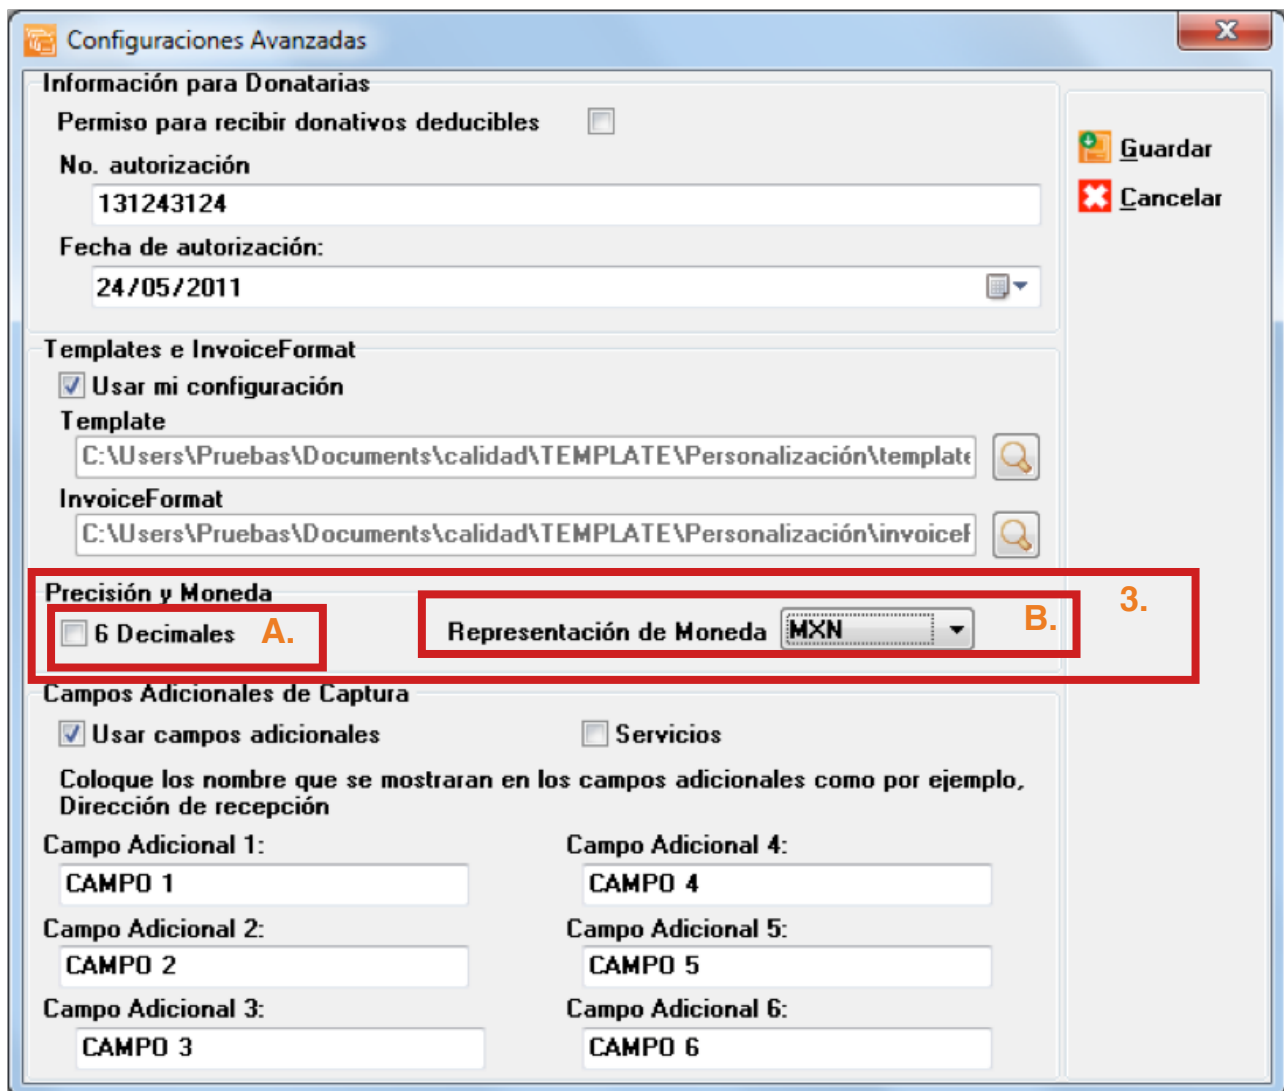 Configuraciones Avanzadas
Información para Donatarias
Permiso para recibir donativos deducibles
No. autorización
131243124
Fecha de autorización:
24/05/2011
Guardar
Cancelar
Templates e InvoiceFormat
Usar mi configuración
Template
C:\Users\Pruebas\Documents\calidad\TEMPLATE\Personalización\template
InvoiceFormat
C:\Users\Pruebas\Documents\calidad\TEMPLATE\Personalización\invoiceF
Precisión y Moneda
3.
6 Decimales A. Representación de Moneda MXN B.
Campos Adicionales de Captura
Usar campos adicionales Servicios
Coloque los nombre que se mostraran en los campos adicionales como por ejemplo,
Dirección de recepción
Campo Adicional 1: Campo Adicional 4:
CAMPO 1 CAMPO 4
Campo Adicional 2: Campo Adicional 5:
CAMPO 2 CAMPO 5
Campo Adicional 3: Campo Adicional 6:
CAMPO 3 CAMPO 6